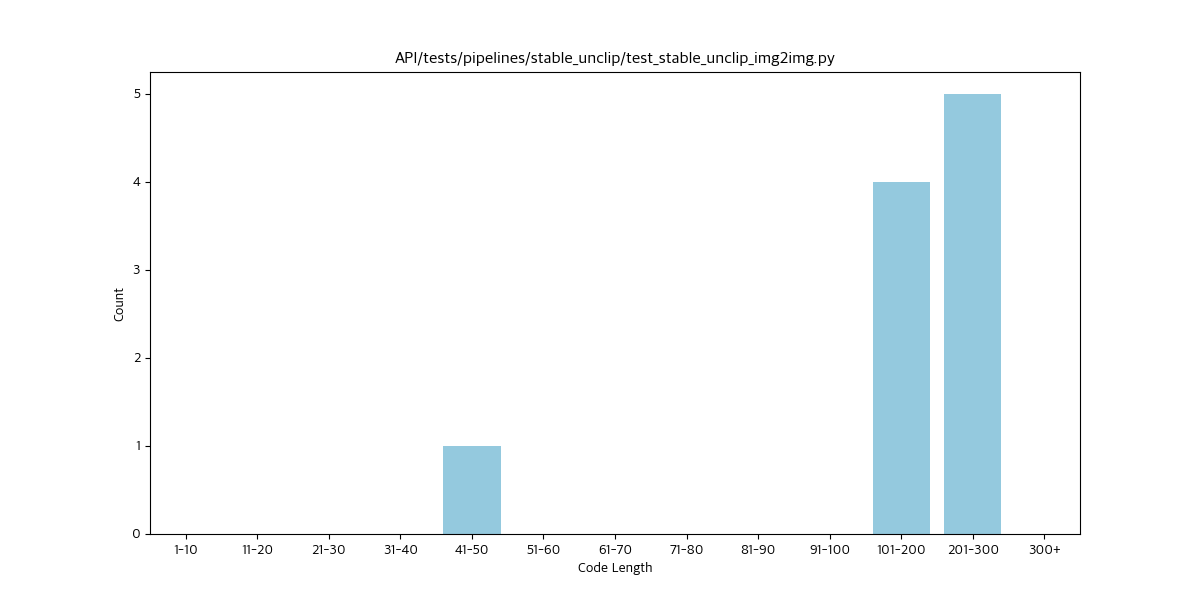 API/tests/pipelines/stable_unclip/test_stable_unclip_img2img.py
5
4
3
2
1
0
Count
1-10 11-20 21-30 31-40 41-50 51-60 61-70 71-80 81-90 91-100 101-200 201-300 300+
Code Length